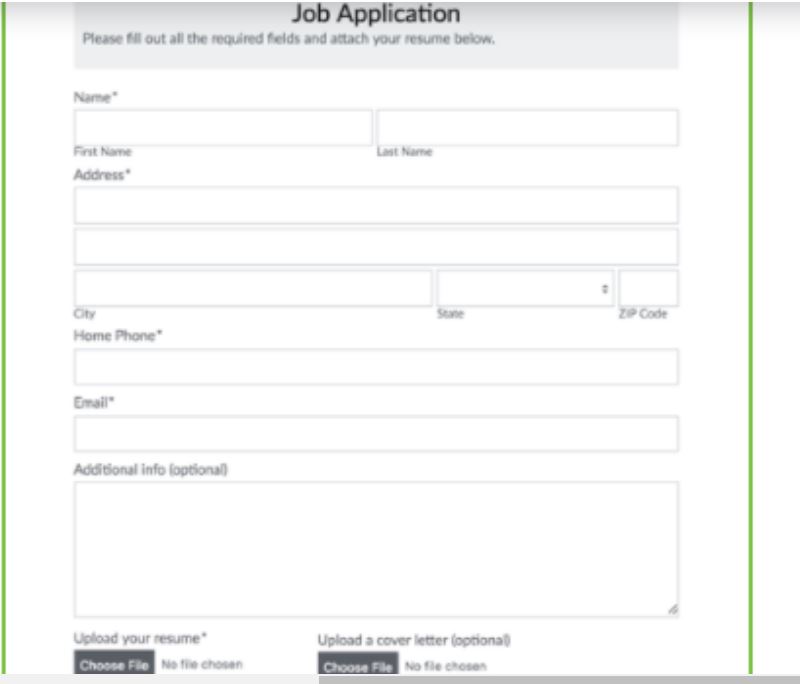 Job Application
Please fill out all the required fields and attach your resume below.
Name*
First Name Last Name
Address*
City State ZIP Code
Home Phone*
Email*
Additional info (optional)
Upload your resume* Upload a cover letter (optional)
Choose File No file chosen Choose File No file chosen